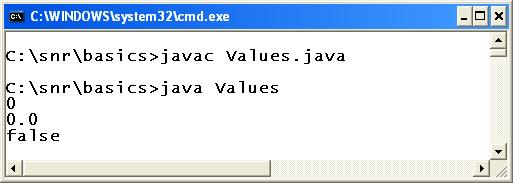 C:\WINDOWS\system32\cmd.exe
C:\snr\basics>javac Values.java
C:\snr\basics>java Values
0
0.0
false